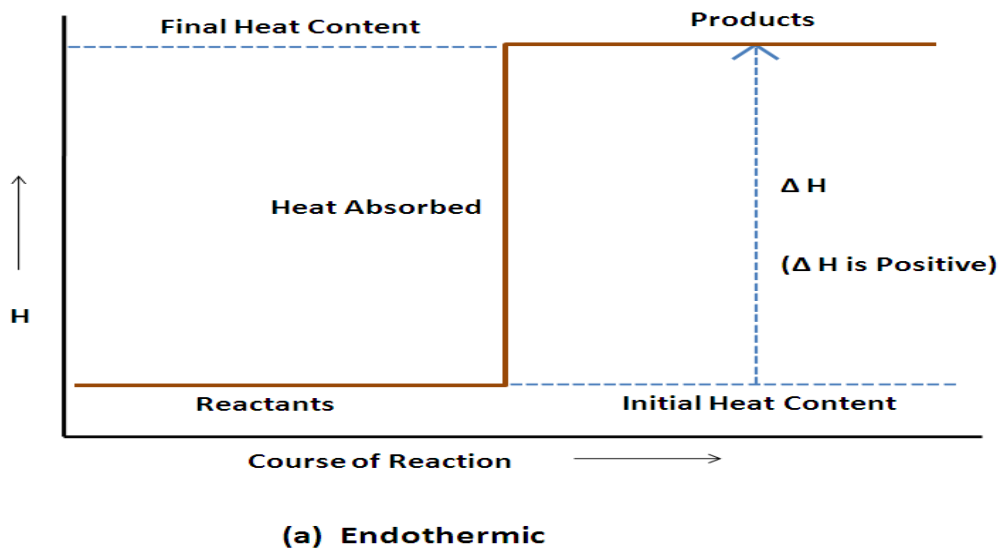 Final Heat Content
Products
Heat Absorbed
Δ H
(Δ H is Positive)
H
Reactants
Initial Heat Content
Course of Reaction
(a) Endothermic